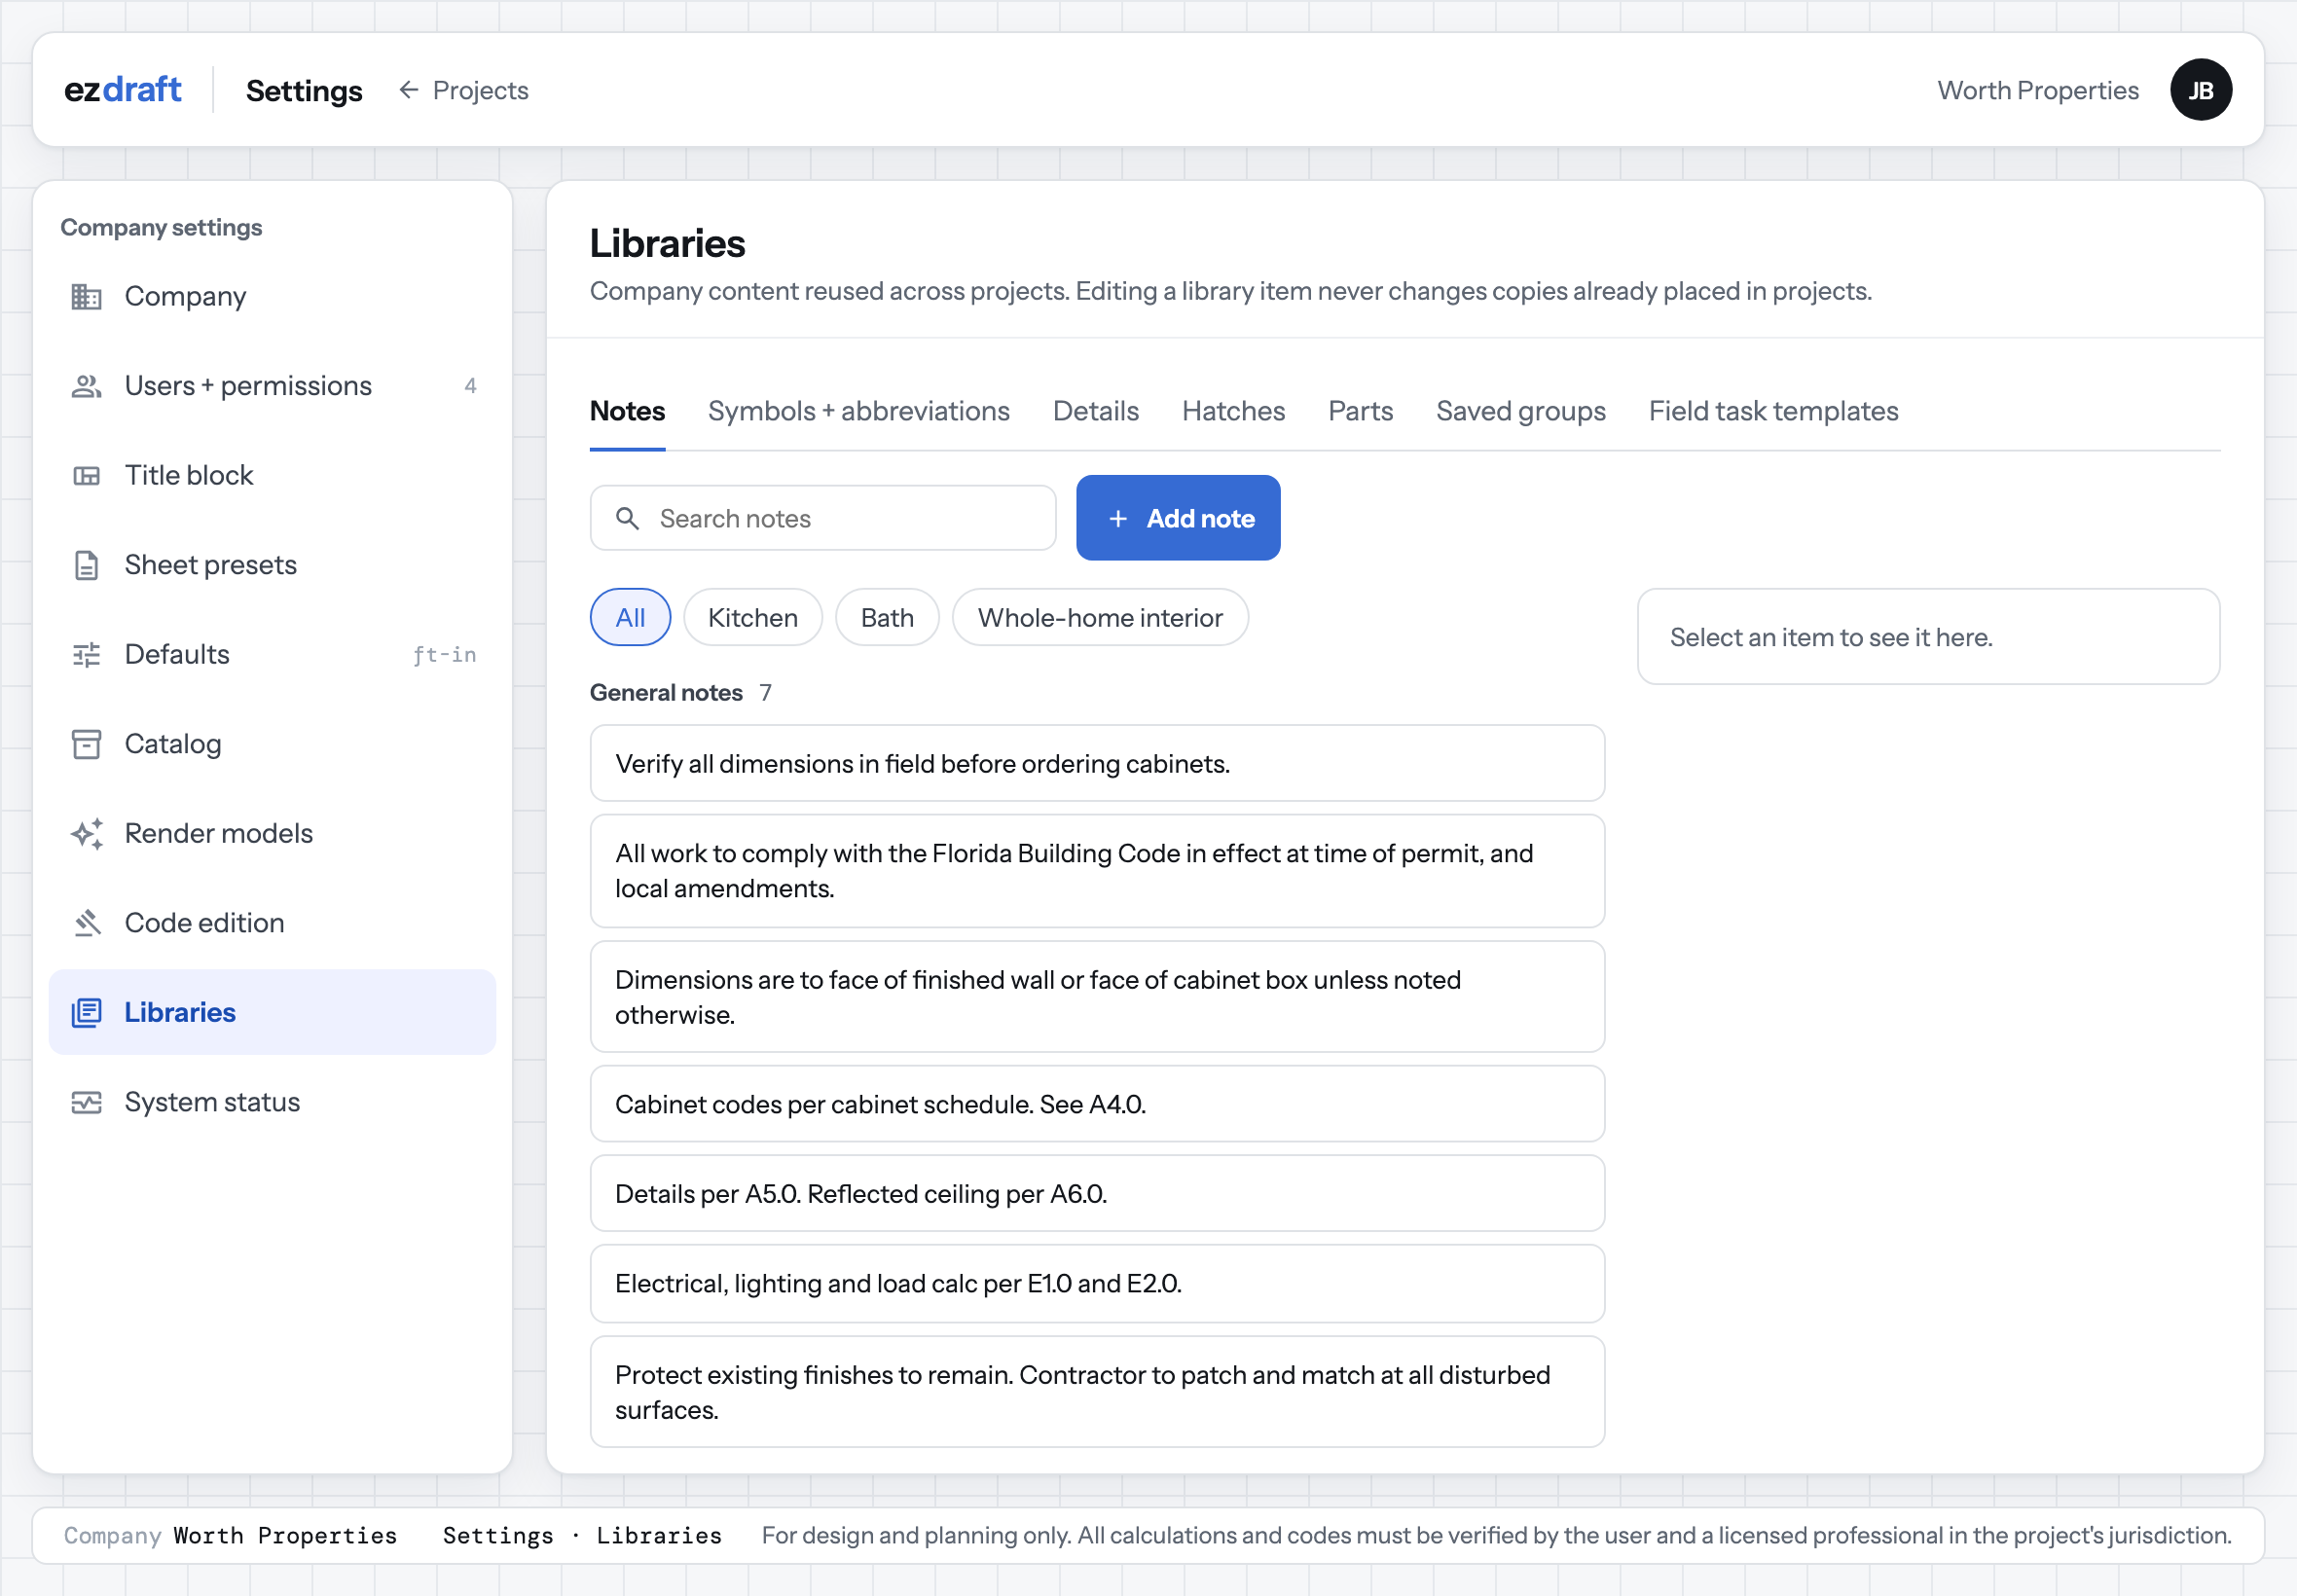 ezdraft
Settings
Projects
Worth Properties
JB
Company settings
Company
Users + permissions 4
Title block
Sheet presets
Defaults ft-in
Catalog
Render models
Code edition
Libraries
System status
Libraries
Company content reused across projects. Editing a library item never changes copies already placed in projects.
Notes Symbols + abbreviations Details Hatches Parts Saved groups Field task templates
Search notes
+ Add note
All Kitchen Bath Whole-home interior
Select an item to see it here.
General notes 7
Verify all dimensions in field before ordering cabinets.
All work to comply with the Florida Building Code in effect at time of permit, and
local amendments.
Dimensions are to face of finished wall or face of cabinet box unless noted
otherwise.
Cabinet codes per cabinet schedule. See A4.0.
Details per A5.0. Reflected ceiling per A6.0.
Electrical, lighting and load calc per E1.0 and E2.0.
Protect existing finishes to remain. Contractor to patch and match at all disturbed
surfaces.
Company Worth Properties Settings · Libraries For design and planning only. All calculations and codes must be verified by the user and a licensed professional in the project's jurisdiction.